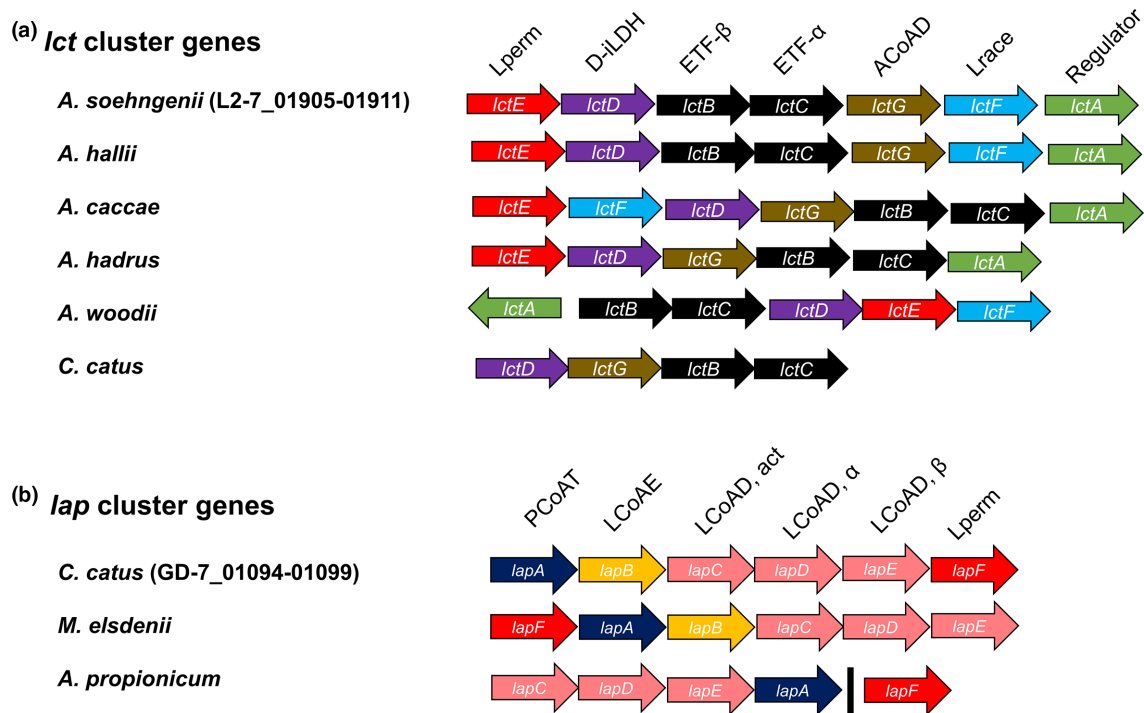 (a) lct cluster genes
Lperm D-iLDH ETF-β ETF-α ACoAD Lrace Regulator
A. soehngenii (L2-7_01905-01911) lctE lctD lctB lctC lctG lctF lctA
A. hallii lctE lctD lctB lctC lctG lctF lctA
A. caccae lctE lctF lctD lctG lctB lctC lctA
A. hadrus lctE lctD lctG lctB lctC lctA
A. woodii lctA lctB lctC lctD lctE lctF
C. catus lctD lctG lctB lctC
(b) lap cluster genes
PCoAT LCoAE LCoAD, act LCoAD, α LCoAD, β Lperm
C. catus (GD-7_01094-01099) lapA lapB lapC lapD lapE lapF
M. elsdenii lapF lapA lapB lapC lapD lapE
A. propionicum lapC lapD lapE lapA lapF